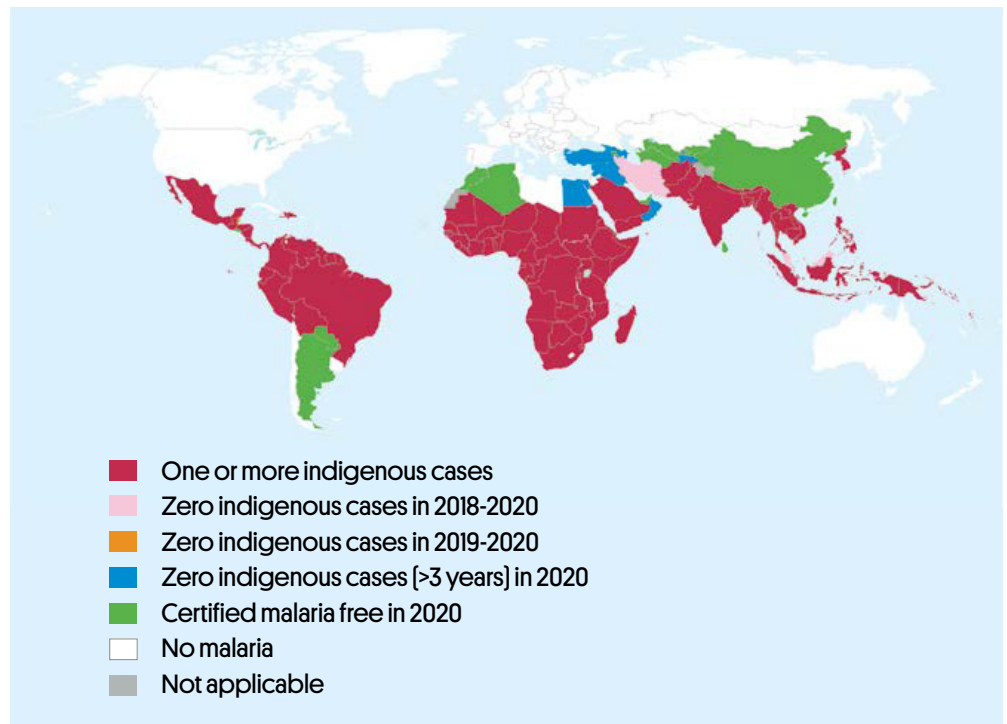 One or more indigenous cases
Zero indigenous cases in 2018-2020
Zero indigenous cases in 2019-2020
Zero indigenous cases (>3 years) in 2020
Certified malaria free in 2020
No malaria
Not applicable